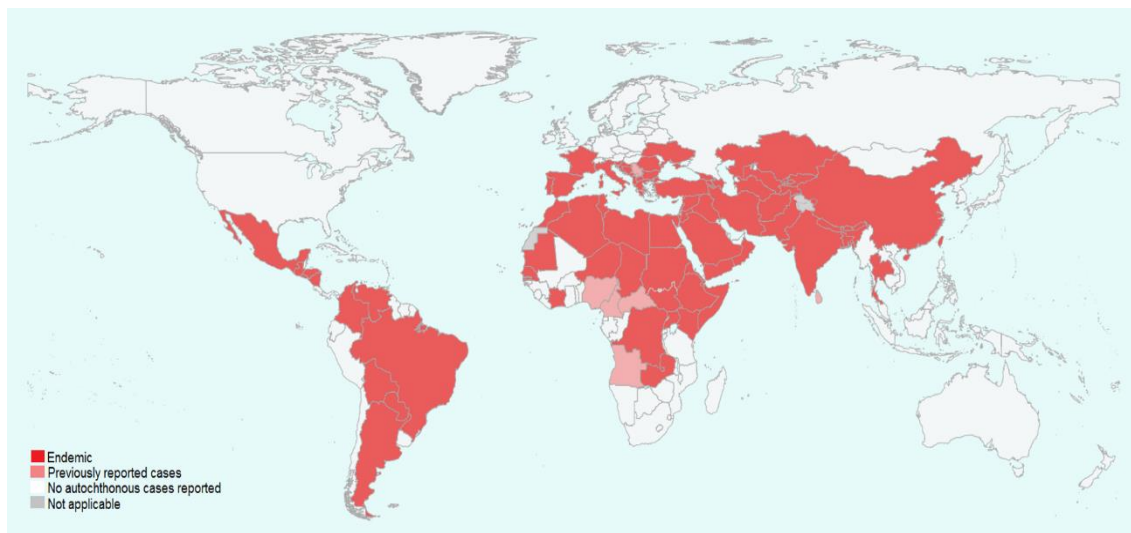 Endemic
Previously reported cases
No autochthonous cases reported
Not applicable